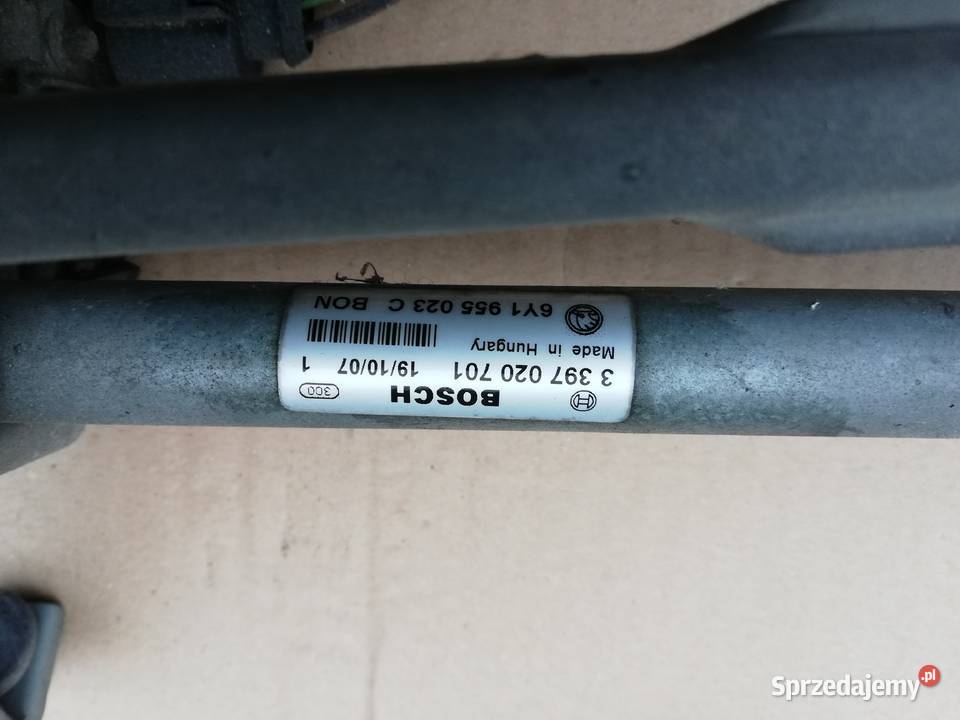 BOSCH
300
3 397 020 701 19/10/07 1
Made in Hungary
6Y1 955 023 C BON
Sprzedajemy.pl